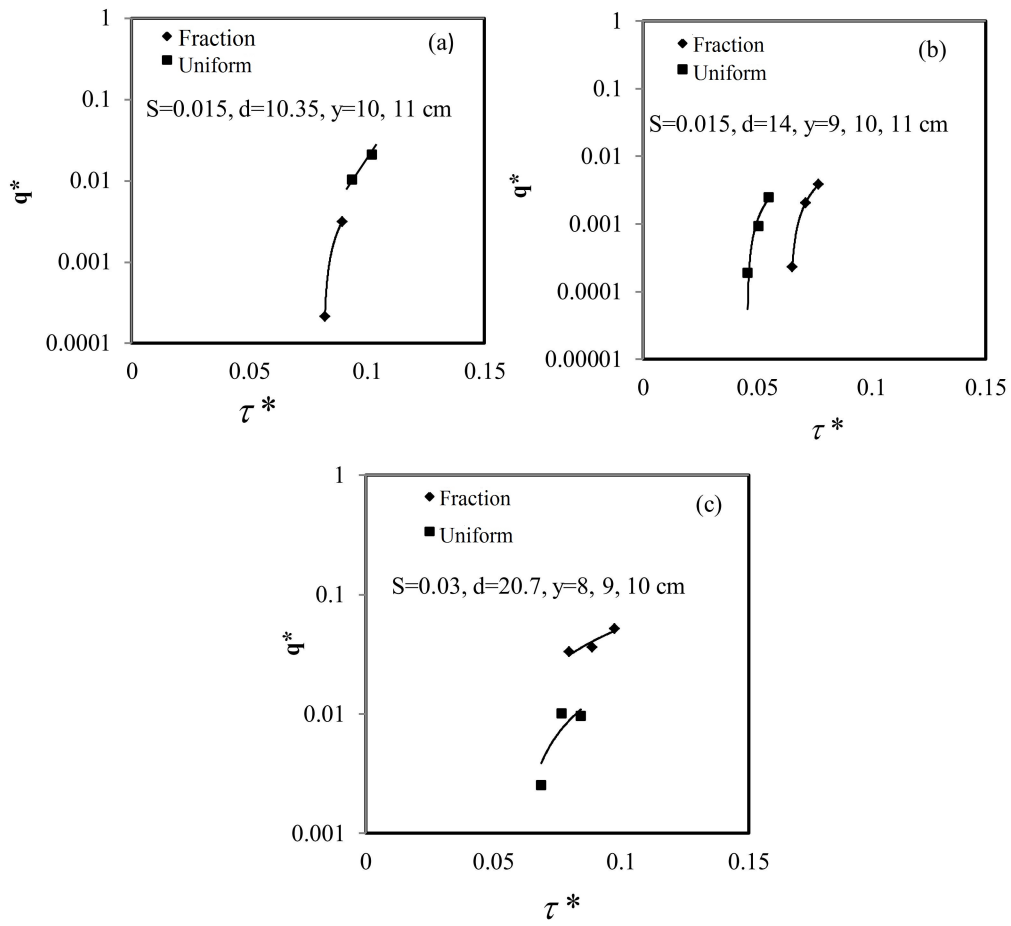 1
Fraction
Uniform
(a)
S=0.015, d=10.35, y=10, 11 cm
0.1
0.01
0.001
0.0001
q*
0
0.05
0.1
0.15
τ *
1
Fraction
Uniform
(b)
S=0.015, d=14, y=9, 10, 11 cm
0.1
0.01
0.001
0.0001
0.00001
q*
0
0.05
0.1
0.15
τ *
1
Fraction
Uniform
(c)
S=0.03, d=20.7, y=8, 9, 10 cm
0.1
0.01
0.001
q*
0
0.05
0.1
0.15
τ *